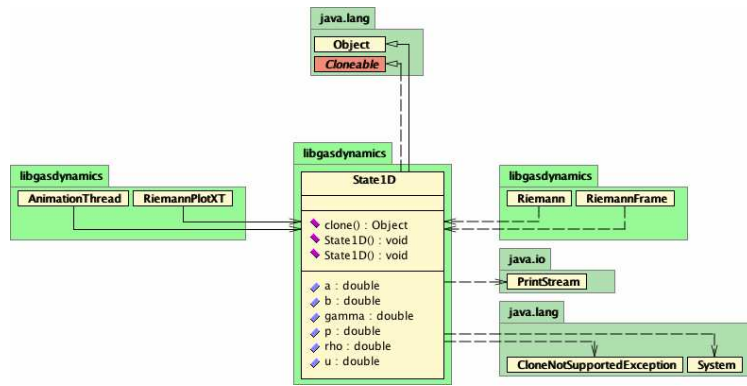 java.lang
Object
Cloneable
libgasdynamics
AnimationThread
RiemannPlotXT
libgasdynamics
State1D
clone() : Object
State1D() : void
State1D() : void
a : double
b : double
gamma : double
p : double
rho : double
u : double
libgasdynamics
Riemann
RiemannFrame
java.io
PrintStream
java.lang
CloneNotSupportedException
System